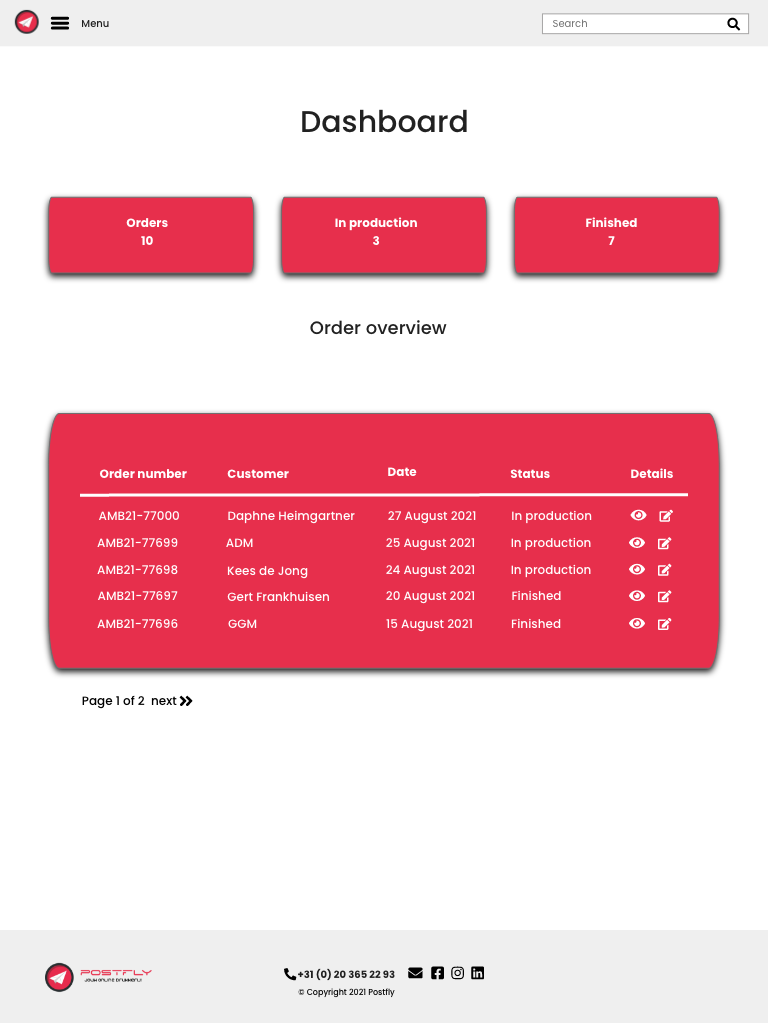 Menu
Search
Dashboard
Orders
10
In production
3
Finished
7
Order overview
Order number Customer Date Status Details
AMB21-77000 Daphne Heimgartner 27 August 2021 In production
AMB21-77699 ADM 25 August 2021 In production
AMB21-77698 Kees de Jong 24 August 2021 In production
AMB21-77697 Gert Frankhuisen 20 August 2021 Finished
AMB21-77696 GGM 15 August 2021 Finished
Page 1 of 2 next
POSTFLY
JOUW ONLINE DRUKKERIJ
+31 (0) 20 365 22 93
© Copyright 2021 Postfly